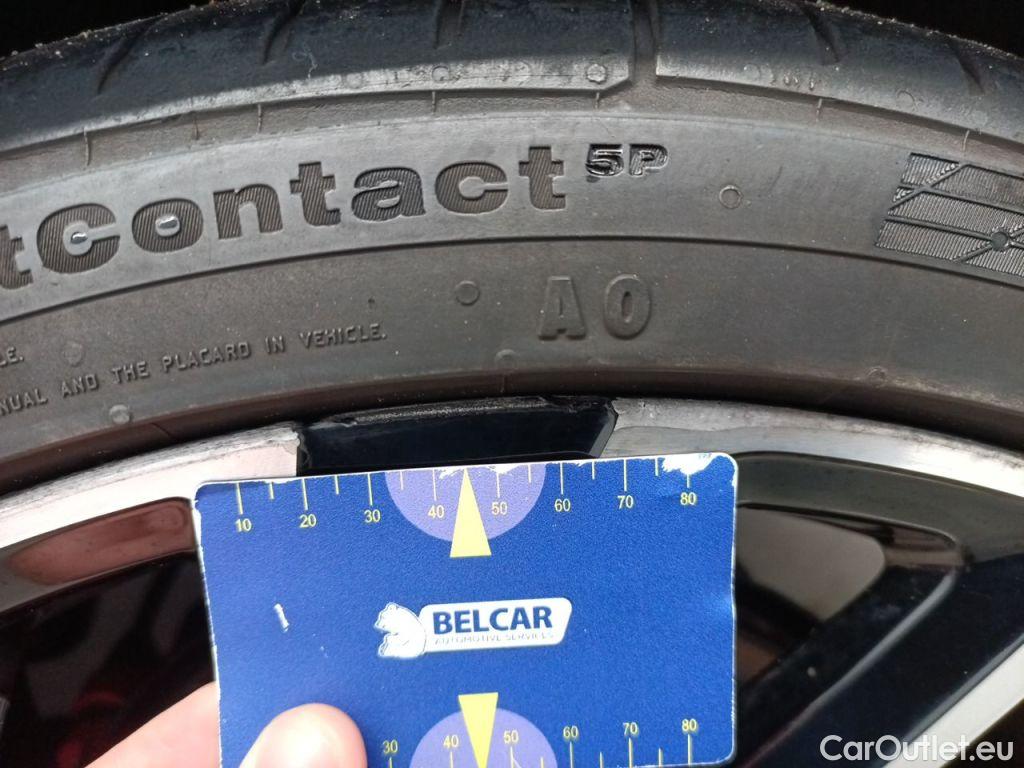 tContact 5P
AO
LE.
NUAL AND THE PLACARD IN VEHICLE.
10 20 30 40 50 60 70 80
BELCAR
AUTOMOTIVE SERVICES
30 40 50 60 70 80
CarOutlet.eu